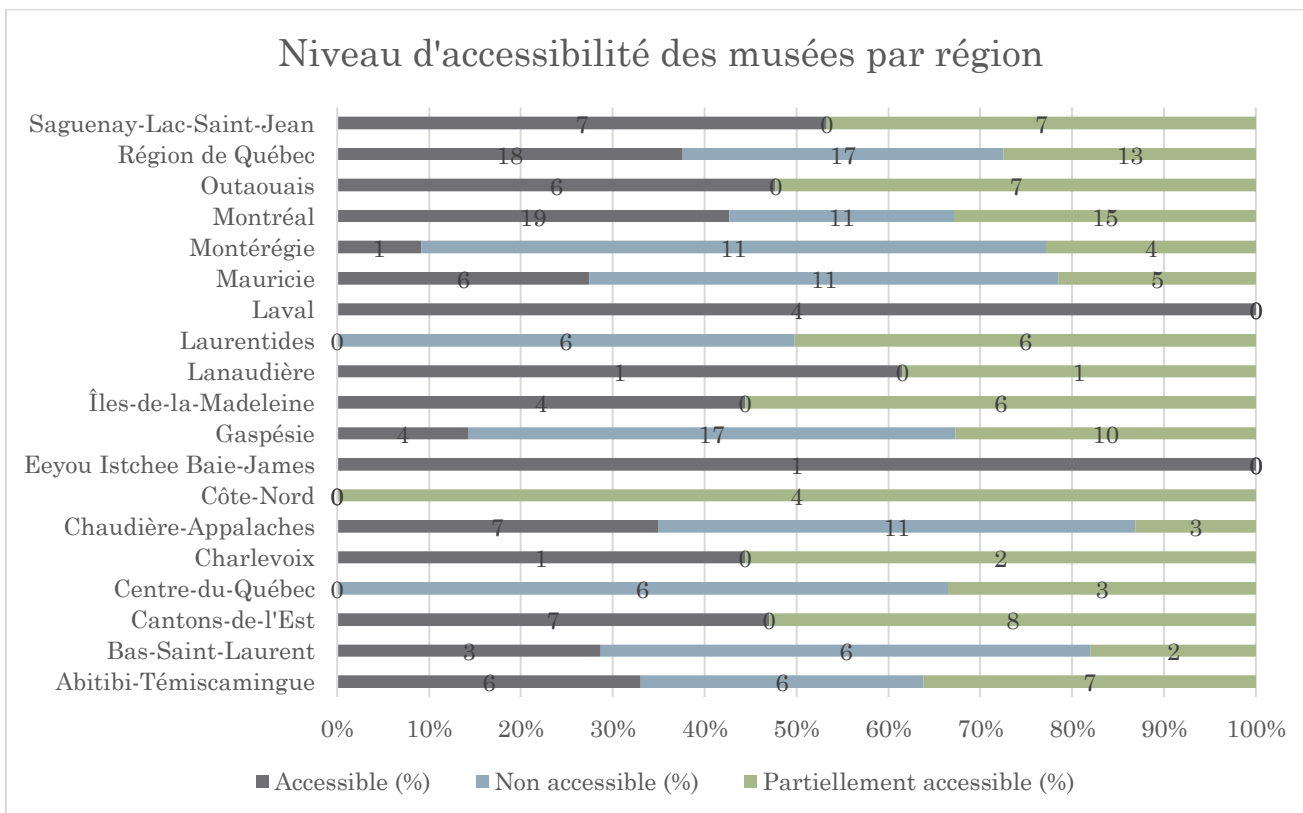 Niveau d'accessibilité des musées par région
Saguenay-Lac-Saint-Jean 7 0 7
Région de Québec 18 17 13
Outaouais 6 0 7
Montréal 19 11 15
Montérégie 1 11 4
Mauricie 6 11 5
Laval 4 0
Laurentides 0 6 6
Lanaudière 1 0 1
Îles-de-la-Madeleine 4 0 6
Gaspésie 4 17 10
Eeyou Istchee Baie-James 1 0
Côte-Nord 0 4
Chaudière-Appalaches 7 11 3
Charlevoix 1 0 2
Centre-du-Québec 0 6 3
Cantons-de-l'Est 7 0 8
Bas-Saint-Laurent 3 6 2
Abitibi-Témiscamingue 6 6 7
0% 10% 20% 30% 40% 50% 60% 70% 80% 90% 100%
Accessible (%) Non accessible (%) Partiellement accessible (%)